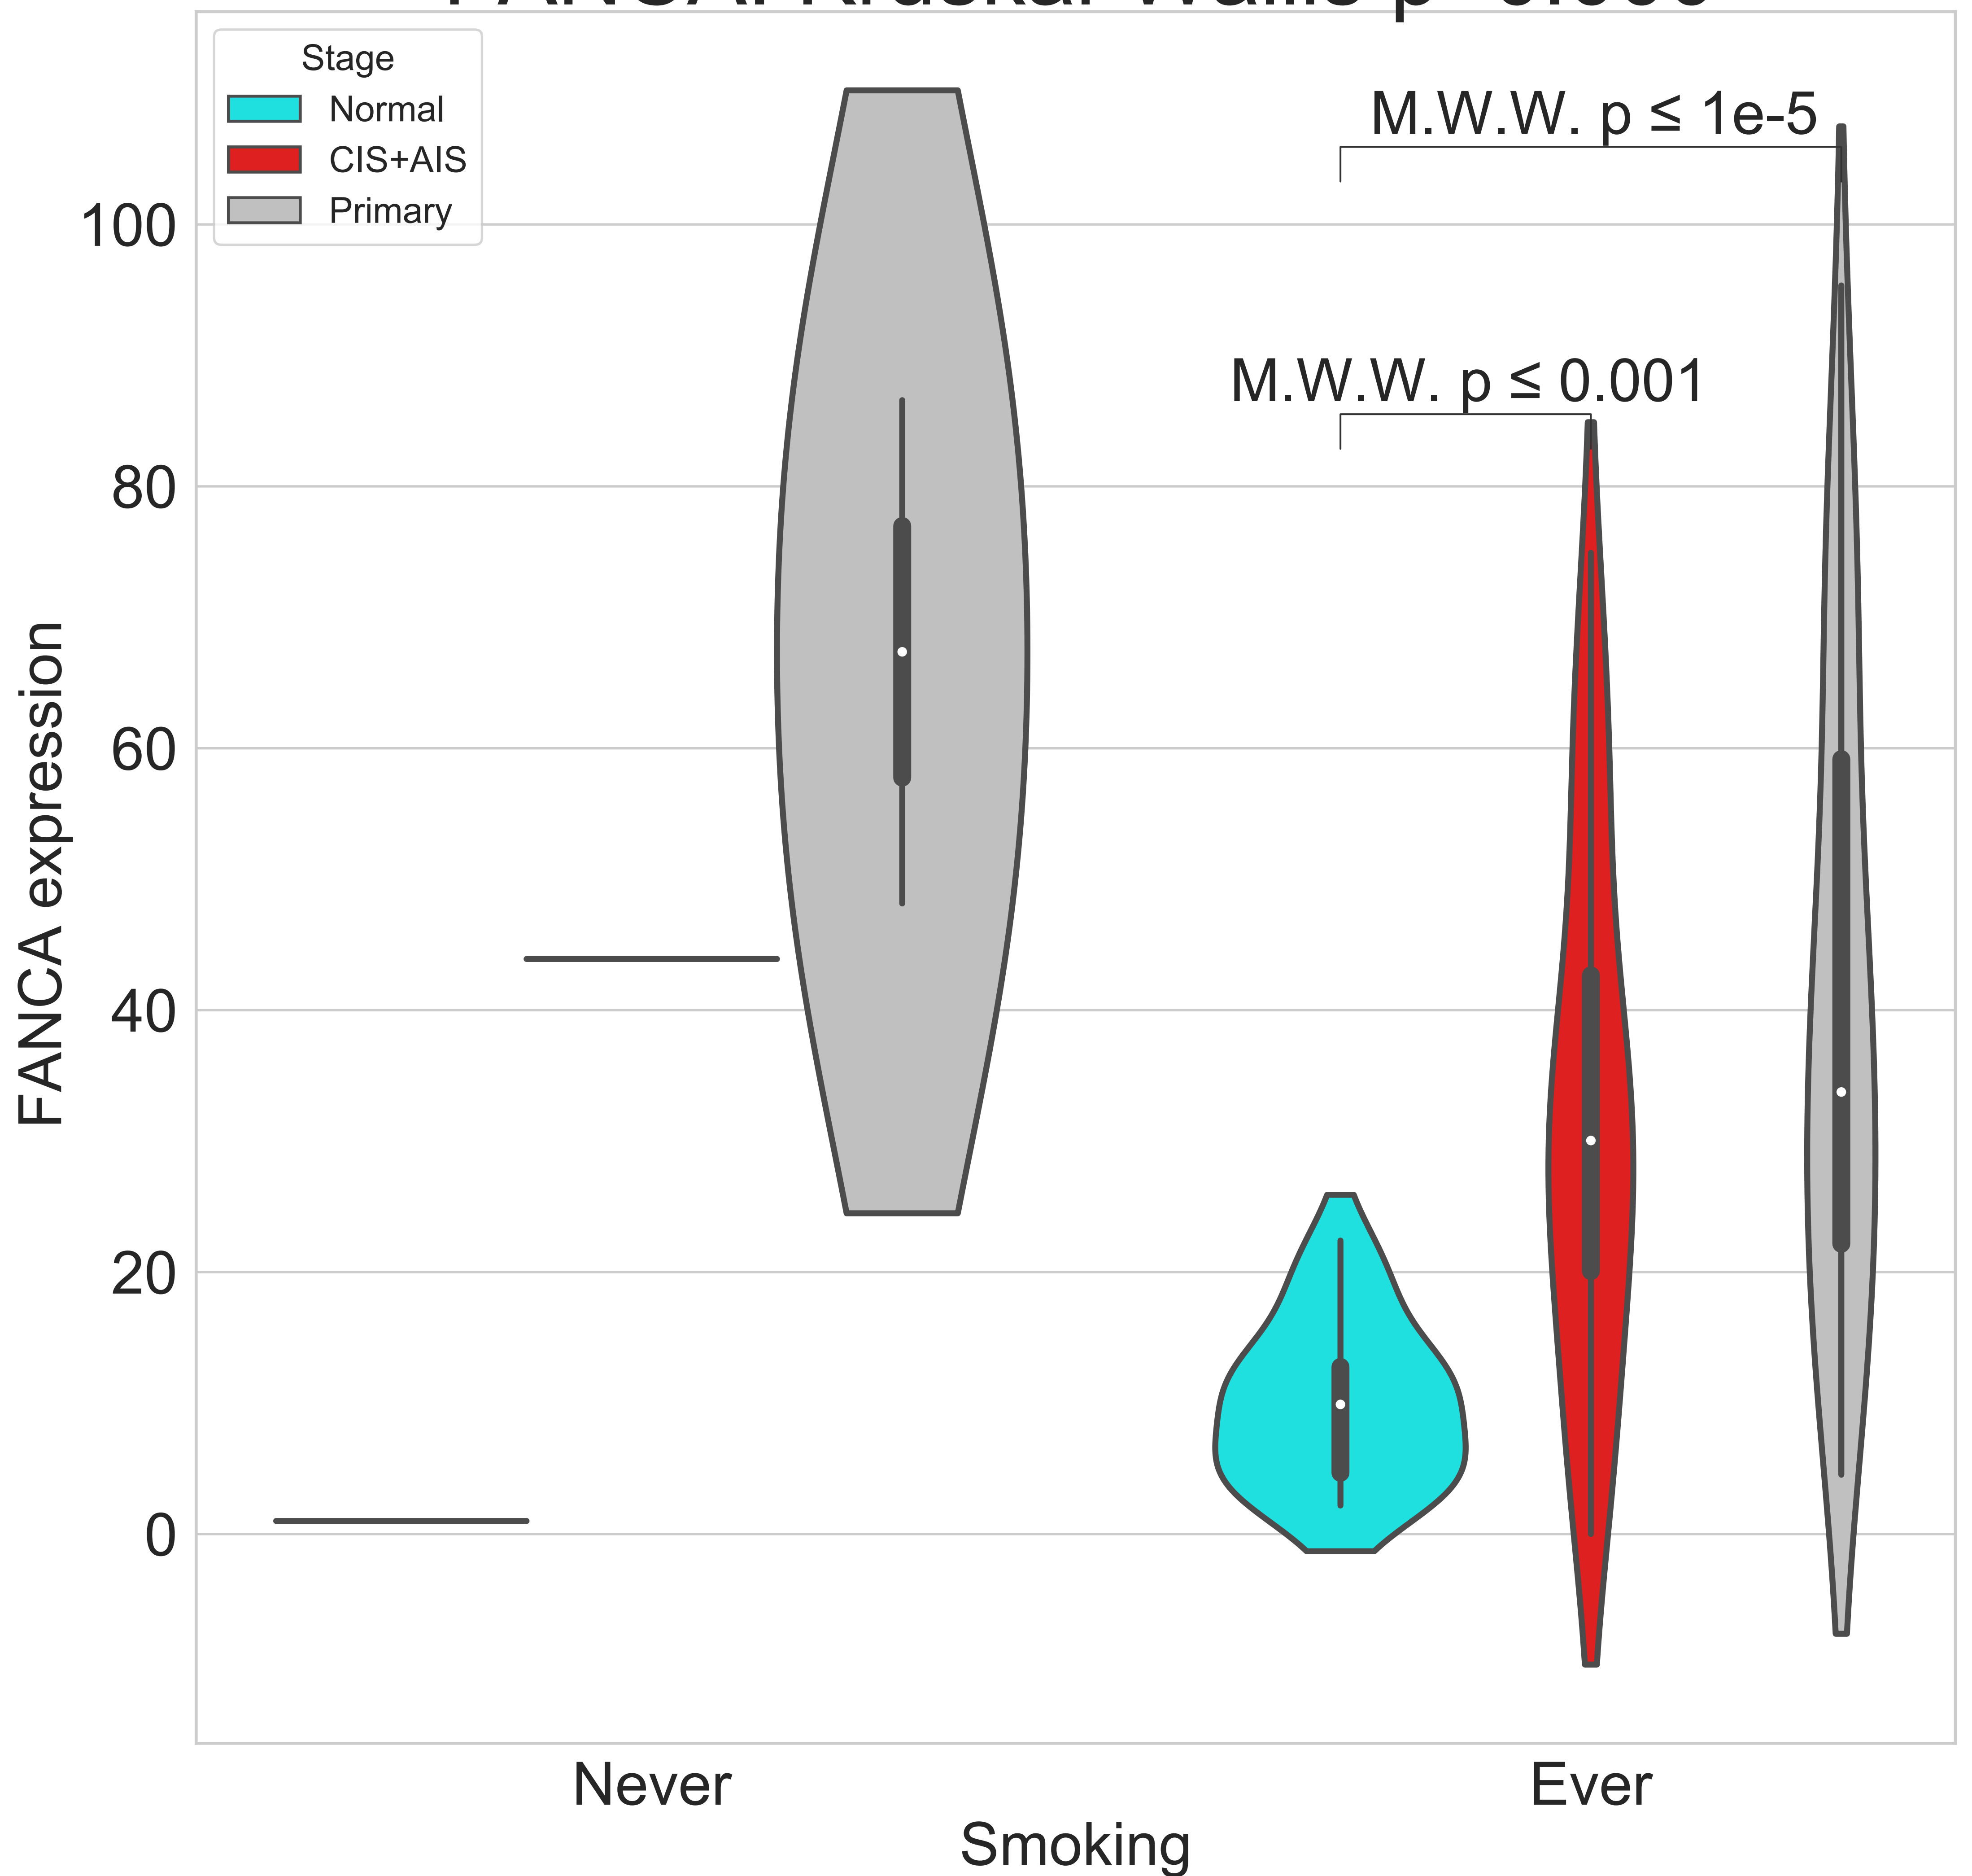 Stage
Normal
CIS+AIS
Primary
M.W.W. p ≤ 1e-5
M.W.W. p ≤ 0.001
100
80
60
40
20
0
FANCA expression
Never
Ever
Smoking